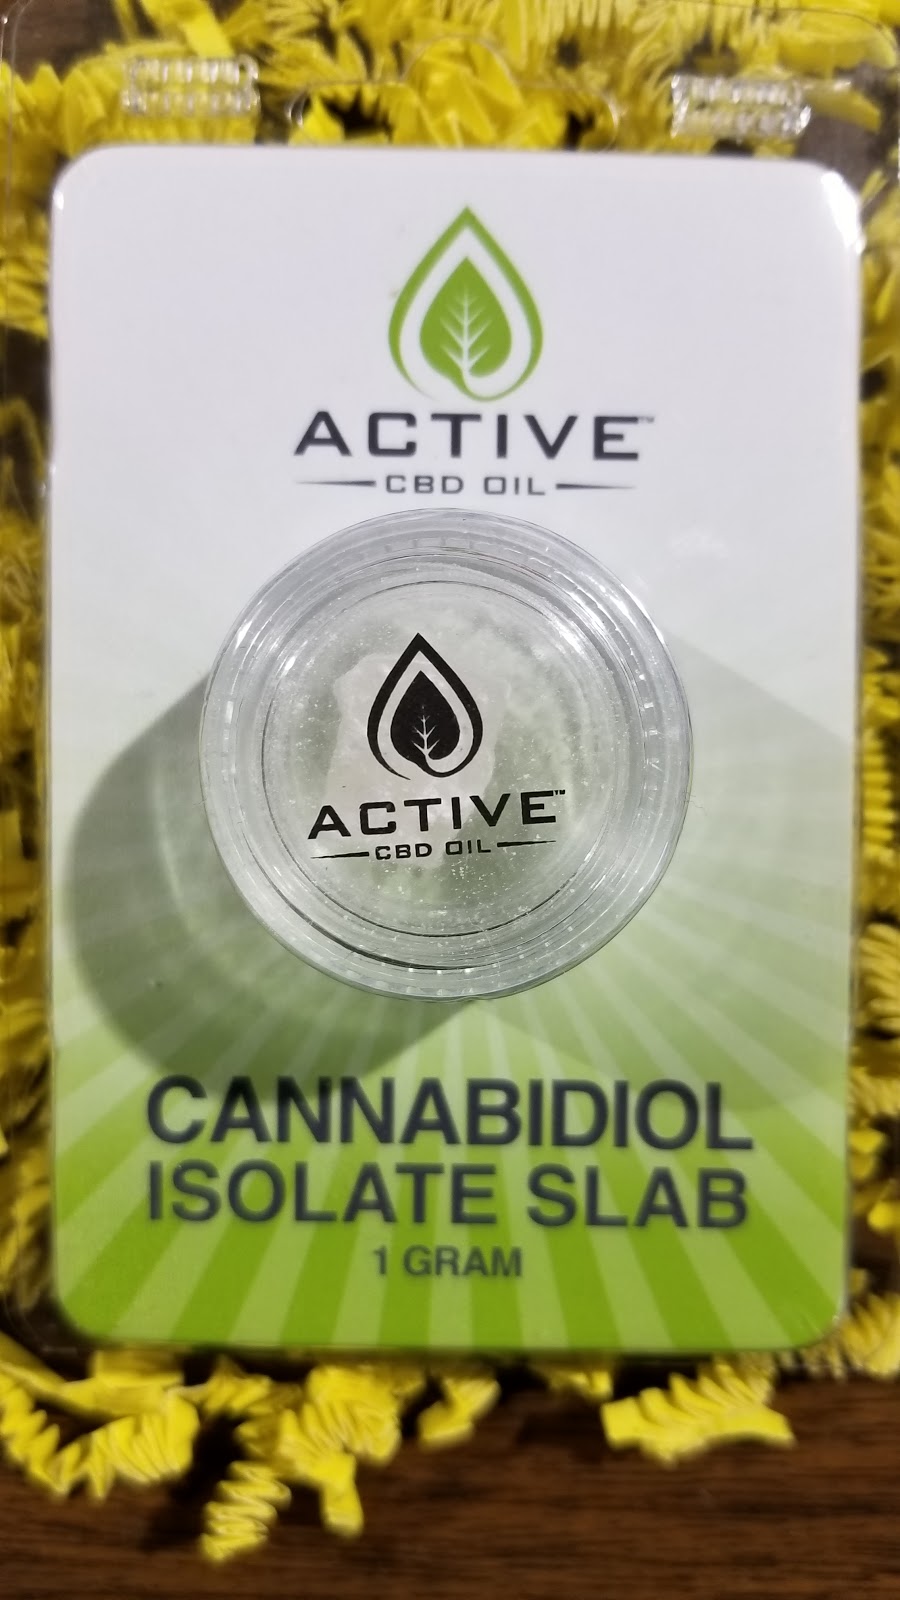 ACTIVE™
CBD OIL
ACTIVE™
CBD OIL
CANNABIDIOL
ISOLATE SLAB
1 GRAM